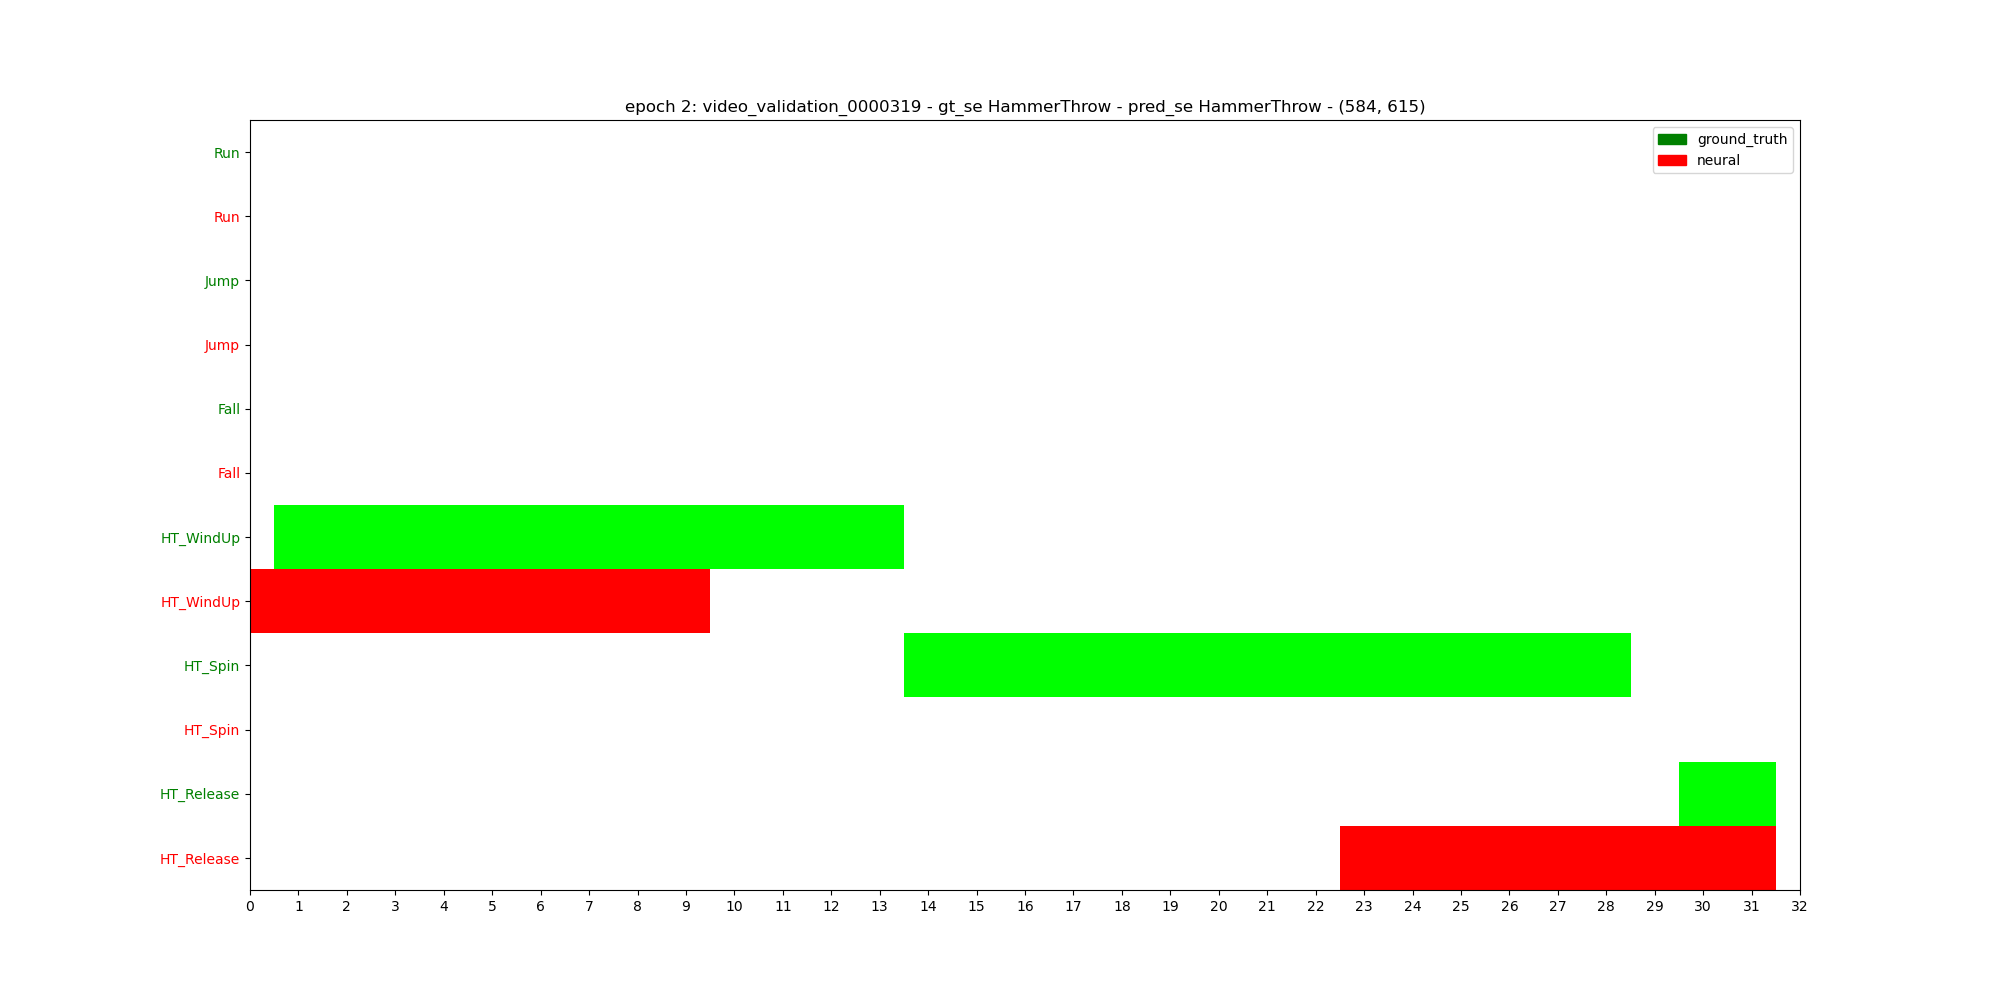 epoch 2: video_validation_0000319 - gt_se HammerThrow - pred_se HammerThrow - (584, 615)
ground_truth
neural
Run
Run
Jump
Jump
Fall
Fall
HT_WindUp
HT_WindUp
HT_Spin
HT_Spin
HT_Release
HT_Release
0 1 2 3 4 5 6 7 8 9 10 11 12 13 14 15 16 17 18 19 20 21 22 23 24 25 26 27 28 29 30 31 32